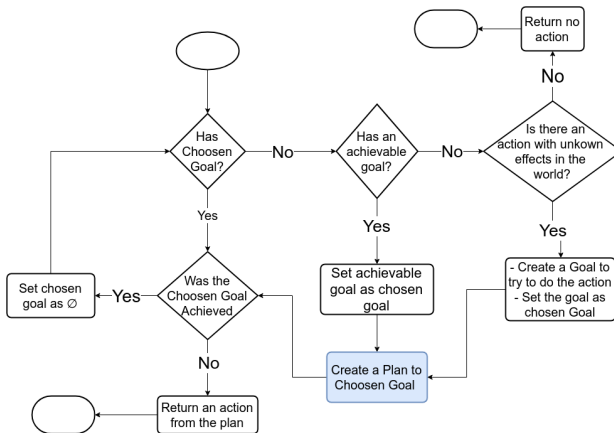 Return no
action
No
Has
Choosen
Goal?
No
Has an
achievable
goal?
No
Is there an
action with unkown
effects in the
world?
Yes
Yes
Yes
Set chosen
goal as ∅
Yes
Was the
Choosen Goal
Achieved
Set achievable
goal as chosen
goal
- Create a Goal to
try to do the action
- Set the goal as
chosen Goal
No
Create a Plan to
Choosen Goal
Return an action
from the plan